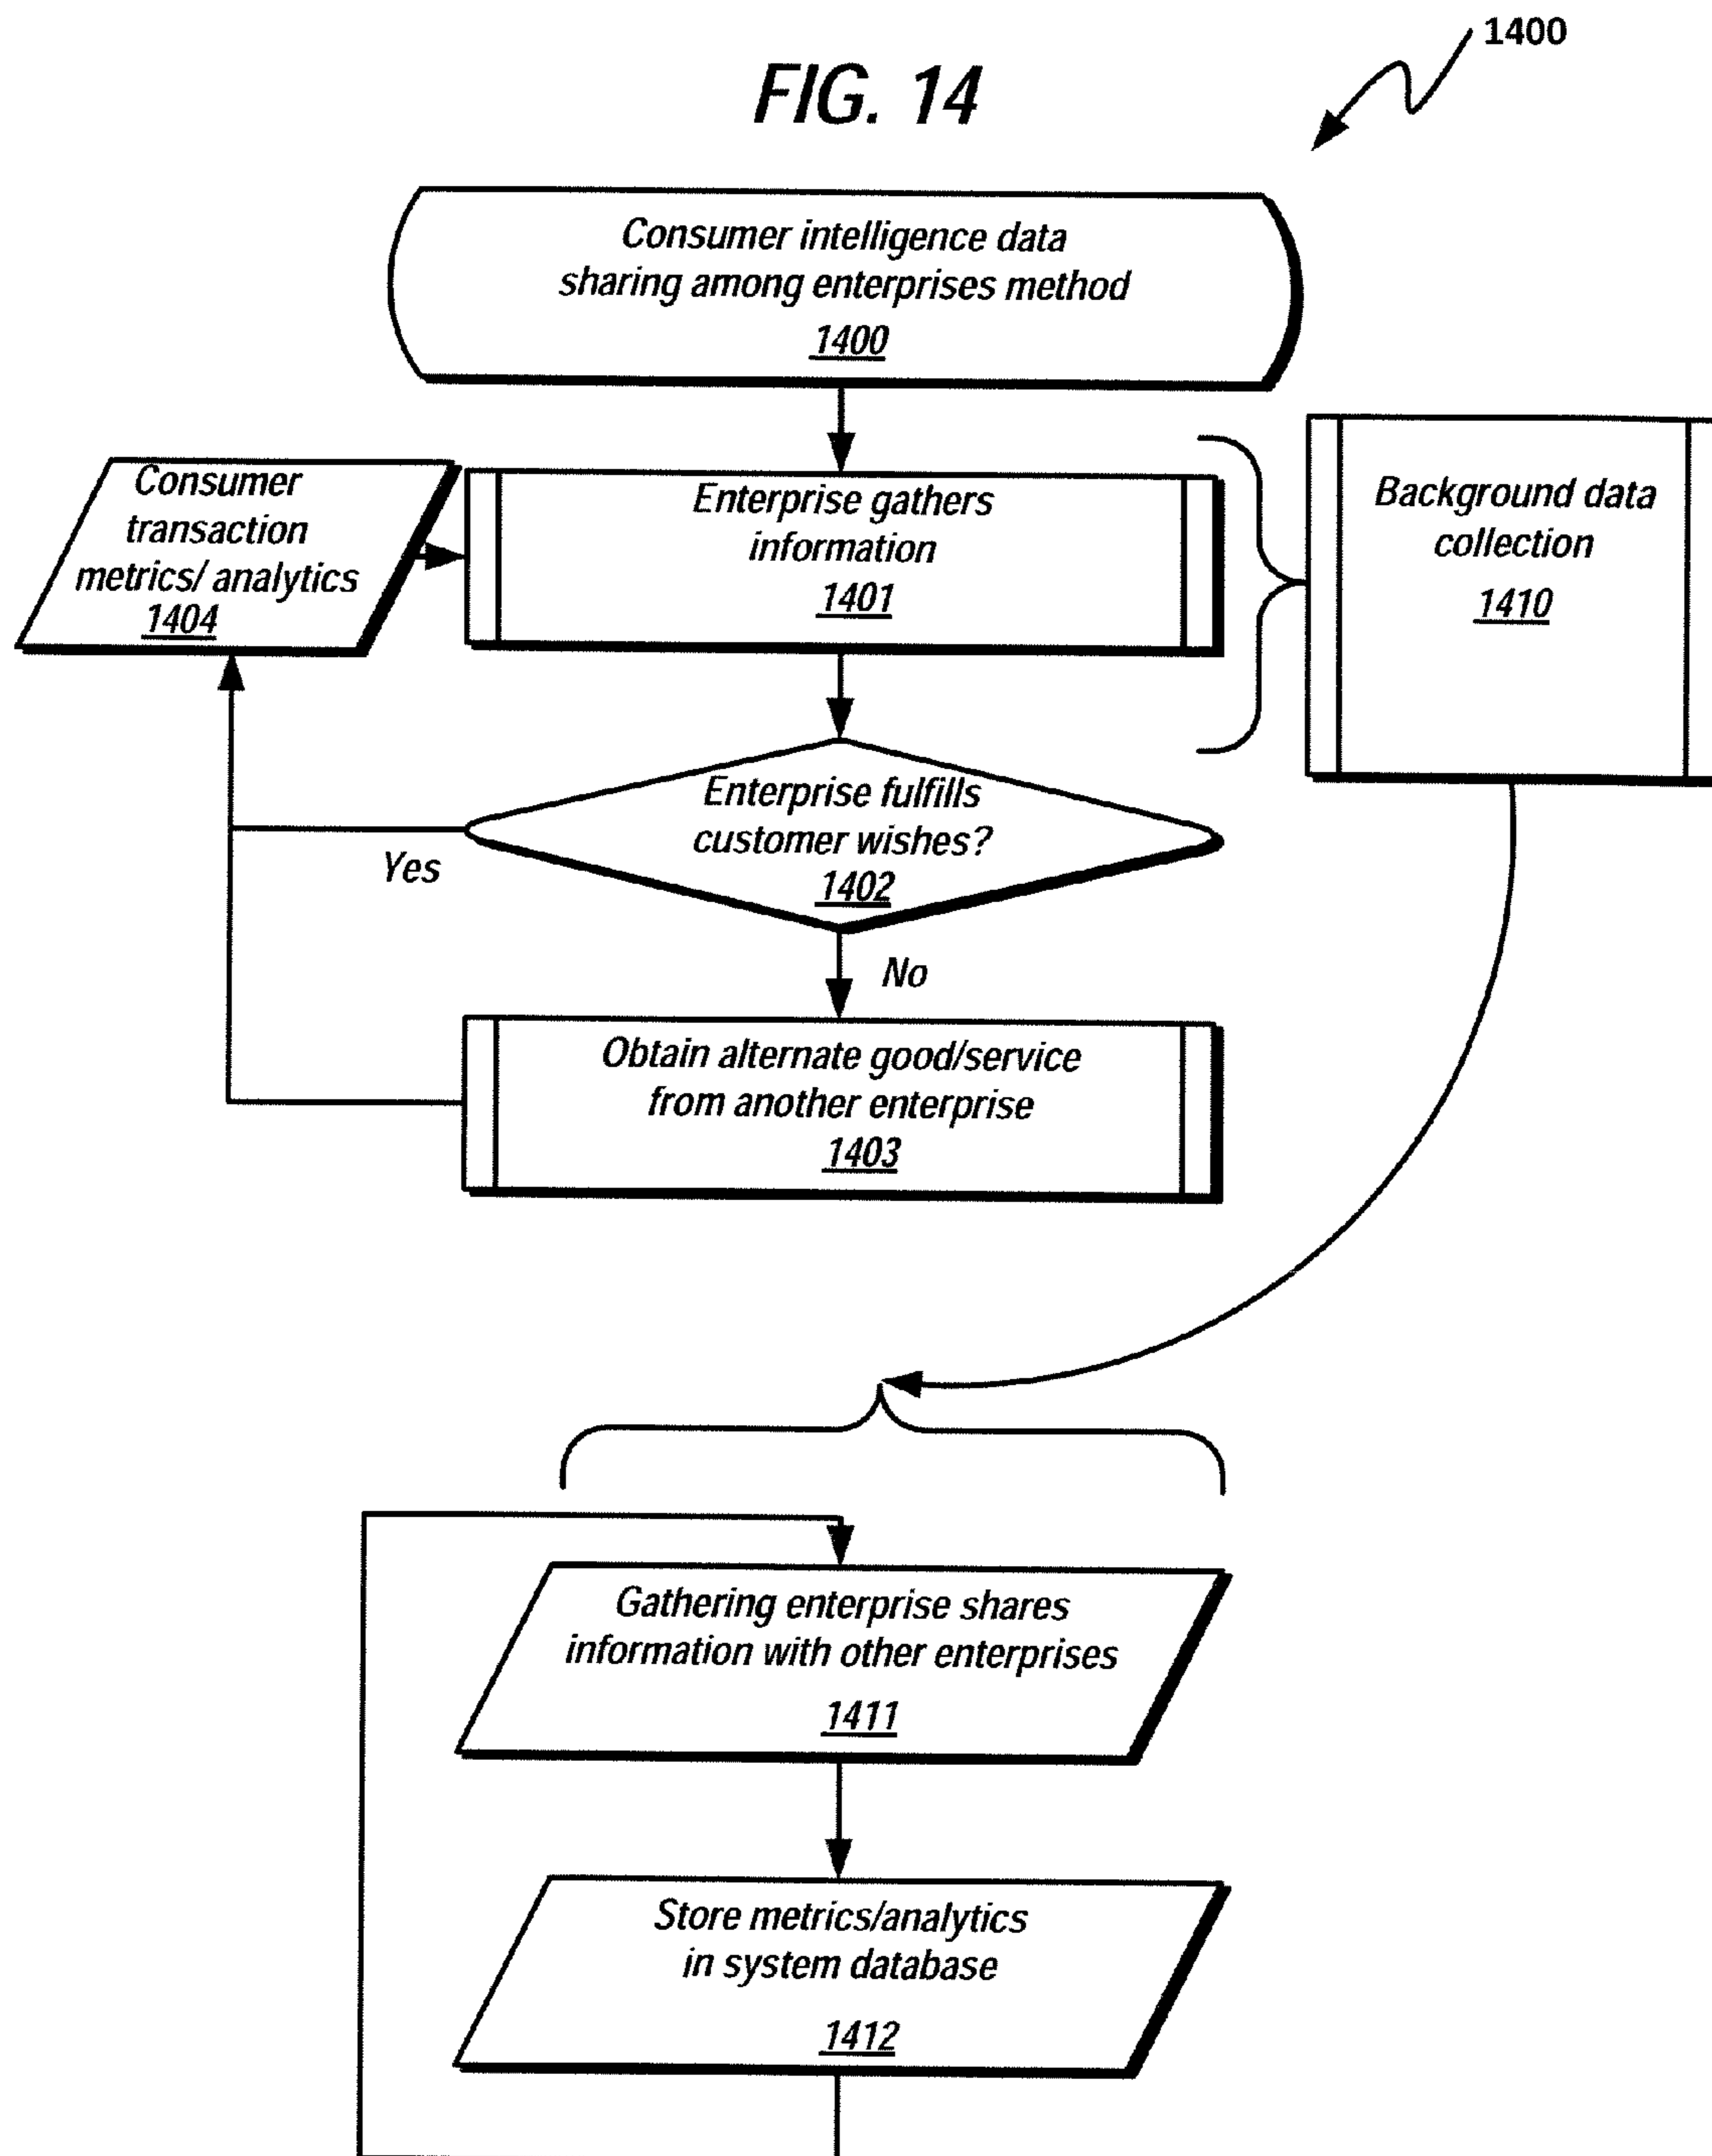 1400
FIG. 14
Consumer intelligence data
sharing among enterprises method
1400
Consumer
transaction
metrics/ analytics
1404
Enterprise gathers
information
1401
Background data
collection
1410
Enterprise fulfills
customer wishes?
1402
Yes
No
Obtain alternate good/service
from another enterprise
1403
Gathering enterprise shares
information with other enterprises
1411
Store metrics/analytics
in system database
1412